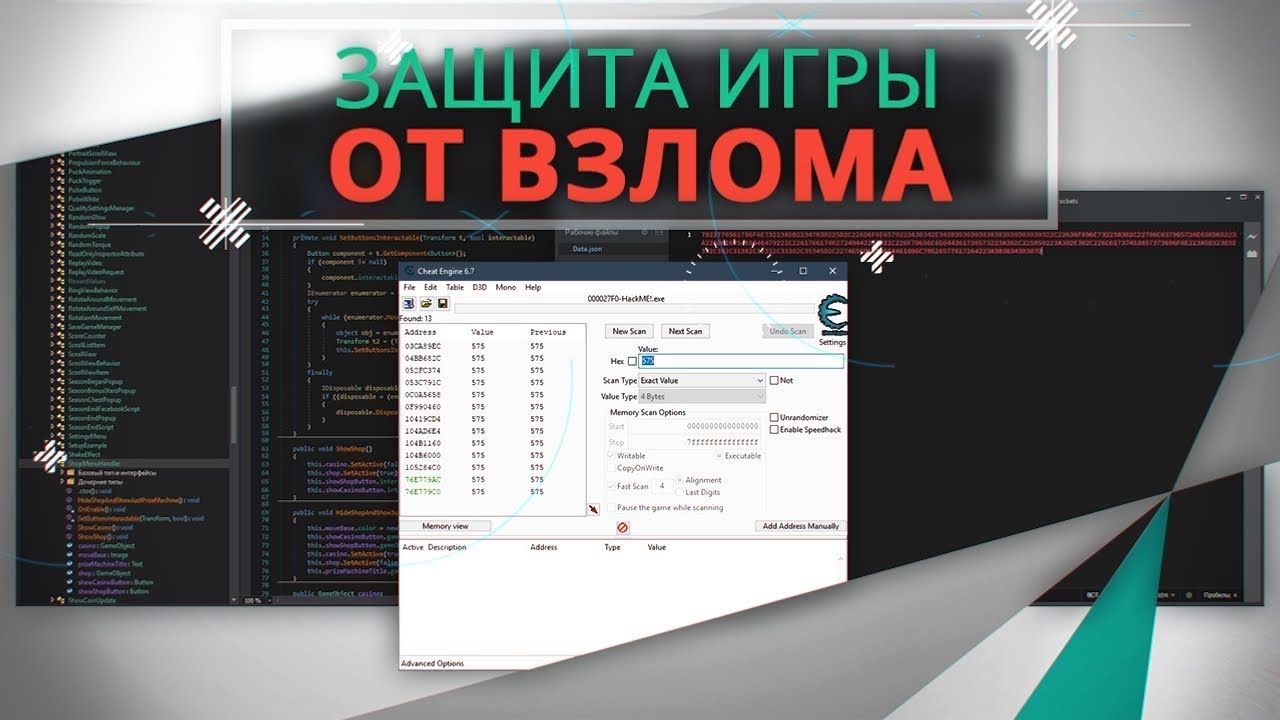 ЗАЩИТА ИГРЫ
ОТ ВЗЛОМА
PortraitScrollView
PropulsionForceBehaviour
PuckAnimation
PuckTrigger
PulseButton
PulseWhite
QualitySettingsManager
RandomGlow
RandomPopup
RandomScale
RandomTorque
ReadOnlyInspectorAttribute
ReplayVideo
ReplayVideoRequest
RewardValues
RingViewBehavior
RotateAroundMovement
RotateAroundSelfMovement
RotationMovement
SaveGameManager
ScoreCounter
ScrollListItem
ScrollView
ScrollViewBehavior
ScrollViewItem
SeasonBeganPopup
SeasonBonusStarsPopup
SeasonChestPopup
SeasonEndFacebookScript
SeasonEndPopup
SeasonEndScript
SettingsMenu
SetupExample
ShakeEffect
ShopMenuHandler
Базовый тип и интерфейсы
Дочерние типы
.ctor() : void
HideShopAndShowJustPrizeMachine() : void
OnEnable() : void
SetButtonsInteractable(Transform, bool) : void
ShowCasino() : void
ShowShop() : void
casino : GameObject
moveBase : Image
prizeMachineTitle : Text
shop : GameObject
showCasinoButton : Button
showShopButton : Button
ShowCoinUpdate
private void SetButtonsInteractable(Transform t, bool interactable)
{
Button component = t.GetComponent<Button>();
if (component != null)
{
component.interactable
}
IEnumerator enumerator =
try
{
while (enumerator.Mov
{
object obj = enum
Transform t2 = (T
this.SetButtonsIn
}
}
finally
{
IDisposable disposabl
if ((disposable = (en
{
disposable.Dispos
}
}
}
public void ShowShop()
{
this.casino.SetActive(fal
this.shop.SetActive(true)
this.showShopButton.inter
this.showCasinoButton.int
}
public void HideShopAndShowJus
{
this.moveBase.color = new
this.showCasinoButton.gam
this.showShopButton.gameO
this.casino.SetActive(true
this.shop.SetActive(false
this.prizeMachineTitle.ga
}
public GameObject casino;
Рабочие файлы
Data.json
Cheat Engine 6.7
File Edit Table D3D Mono Help
000027F0-HackME!.exe
Found: 13
Address Value Previous
03CA89EC 575 575
04BB682C 575 575
052FC374 575 575
053C791C 575 575
0C0A5658 575 575
0F990460 575 575
10419CD4 575 575
104ADEE4 575 575
104B1160 575 575
104B6000 575 575
105284C0 575 575
76E779AC 575 575
76E779C0 575 575
New Scan Next Scan Undo Scan
Settings
Value:
Hex 575
Scan Type Exact Value Not
Value Type 4 Bytes
Memory Scan Options
Start 0000000000000000
Stop 7fffffffffffffff
Writable Executable
CopyOnWrite
Fast Scan 4 Alignment
Last Digits
Pause the game while scanning
Unrandomizer
Enable Speedhack
Memory view Add Address Manually
Active Description Address Type Value
Advanced Options
ВСТ
Пробелы: 4